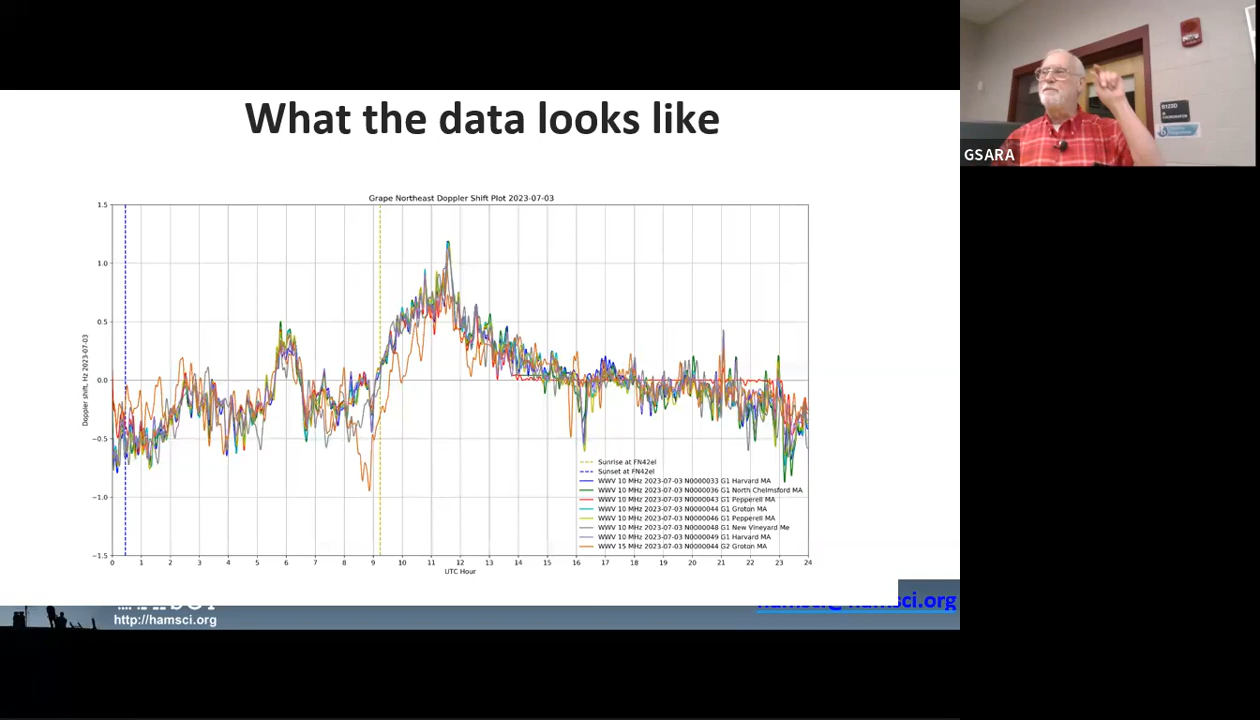 What the data looks like
Grape Northeast Doppler Shift Plot 2023-07-03
1.5
1.0
0.5
0.0
−0.5
−1.0
−1.5
Doppler shift, Hz 2023-07-03
Sunrise at FN42el
Sunset at FN42el
WWV 10 MHz 2023-07-03 N0000033 G1 Harvard MA
WWV 10 MHz 2023-07-03 N0000036 G1 North Chelmsford MA
WWV 10 MHz 2023-07-03 N0000043 G1 Pepperell MA
WWV 10 MHz 2023-07-03 N0000044 G1 Groton MA
WWV 10 MHz 2023-07-03 N0000046 G1 Pepperell MA
WWV 10 MHz 2023-07-03 N0000048 G1 New Vineyard Me
WWV 10 MHz 2023-07-03 N0000049 G1 Harvard MA
WWV 15 MHz 2023-07-03 N0000044 G2 Groton MA
0 1 2 3 4 5 6 7 8 9 10 11 12 13 14 15 16 17 18 19 20 21 22 23 24
UTC Hour
http://hamsci.org
hamsci@hamsci.org
GSARA